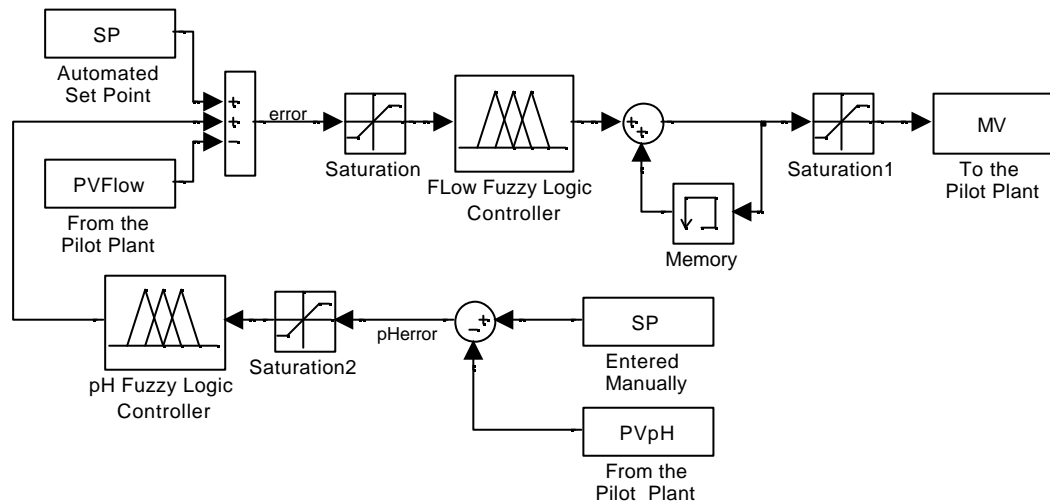 SP
Automated
Set Point
+
+
−
error
PVFlow
From the
Pilot Plant
Saturation
FLow Fuzzy Logic
Controller
+
+
Memory
Saturation1
MV
To the
Pilot Plant
pH Fuzzy Logic
Controller
Saturation2
pHerror
+
−
SP
Entered
Manually
PVpH
From the
Pilot Plant